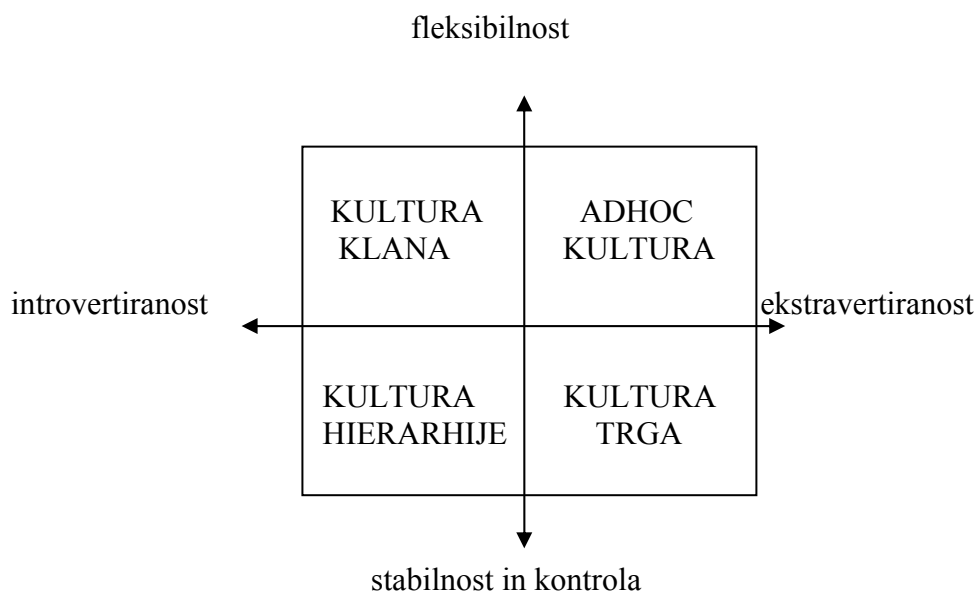 fleksibilnost
KULTURA
KLANA
ADHOC
KULTURA
introvertiranost
ekstravertiranost
KULTURA
HIERARHIJE
KULTURA
TRGA
stabilnost in kontrola